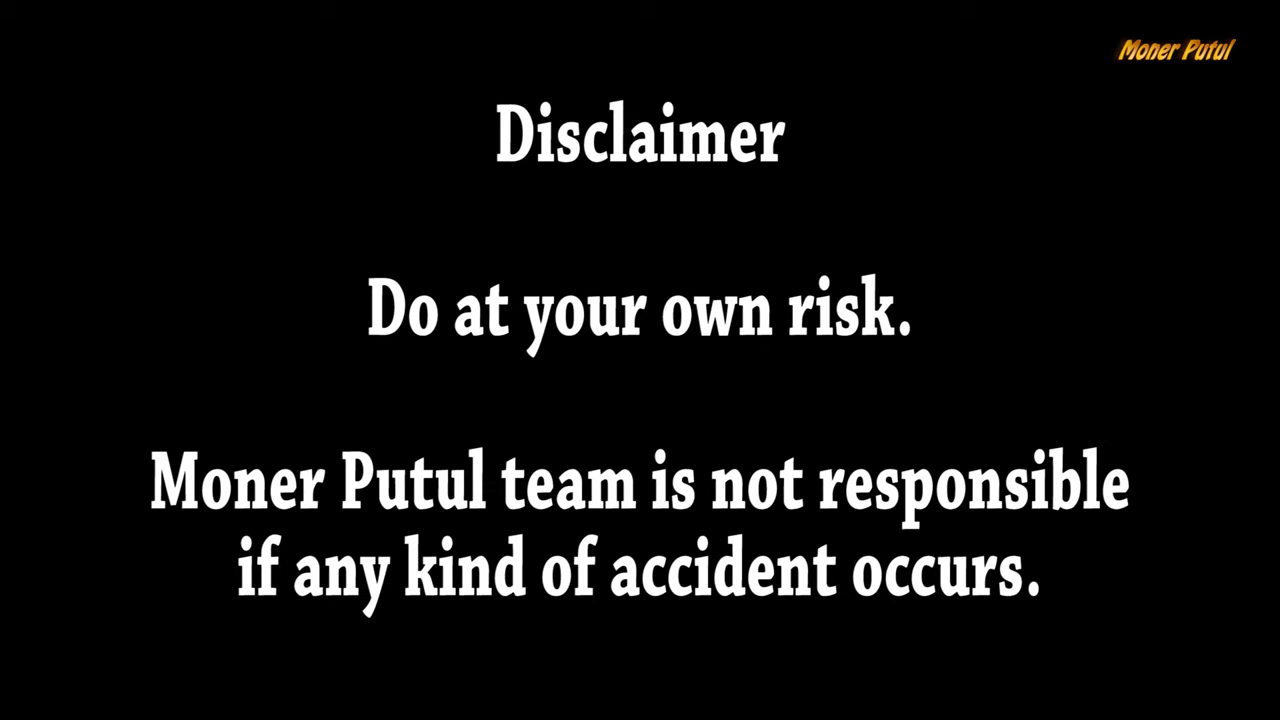 Moner Putul
Disclaimer
Do at your own risk.
Moner Putul team is not responsible
if any kind of accident occurs.